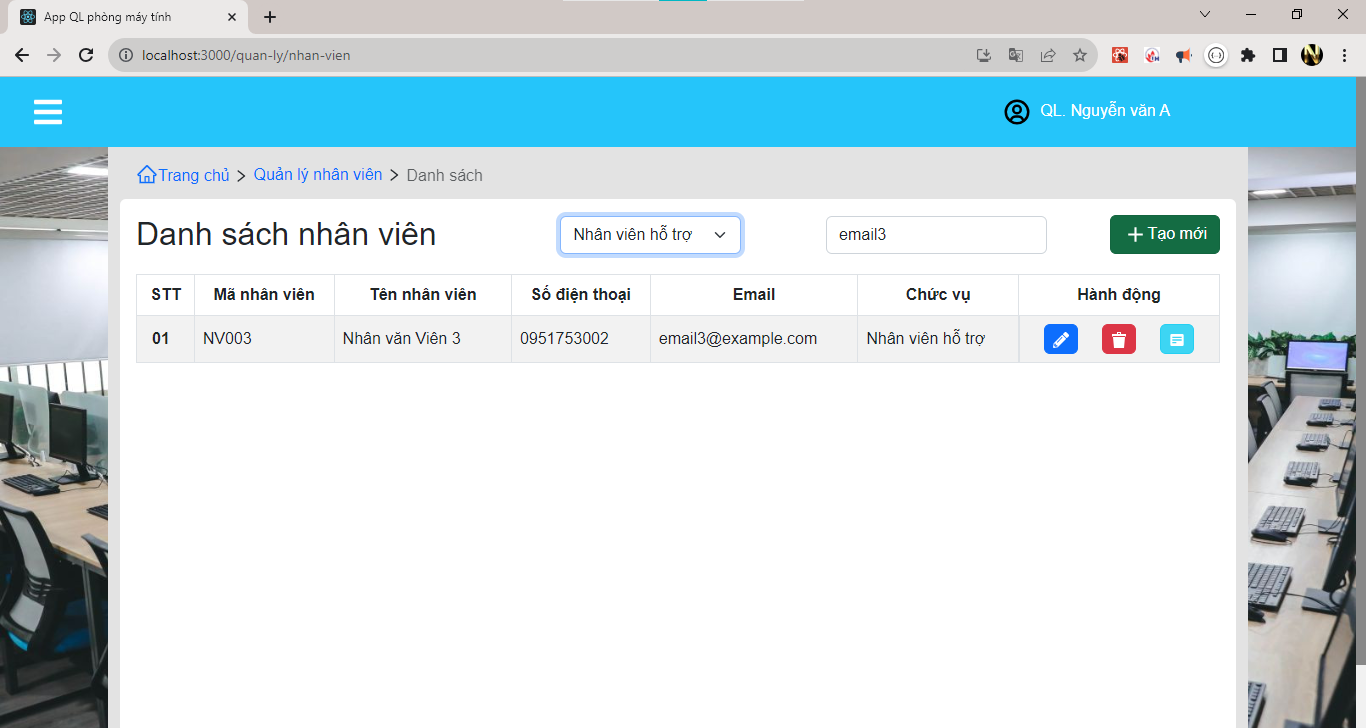 App QL phòng máy tính
localhost:3000/quan-ly/nhan-vien
QL. Nguyễn văn A
Trang chủ > Quản lý nhân viên > Danh sách
Danh sách nhân viên Nhân viên hỗ trợ email3 Tạo mới
STT Mã nhân viên Tên nhân viên Số điện thoại Email Chức vụ Hành động
01 NV003 Nhân văn Viên 3 0951753002 email3@example.com Nhân viên hỗ trợ